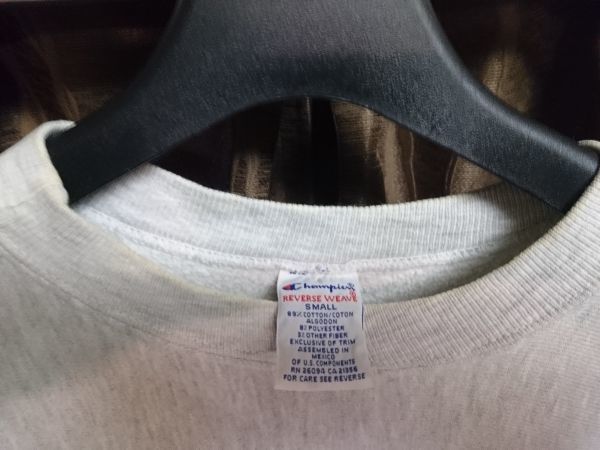 Champion
REVERSE WEAVE
SMALL
89% COTTON/COTON
ALGODON
8% POLYESTER
3% OTHER FIBER
EXCLUSIVE OF TRIM
ASSEMBLED IN
MEXICO
OF U.S. COMPONENTS
RN 26094 CA 21956
FOR CARE SEE REVERSE